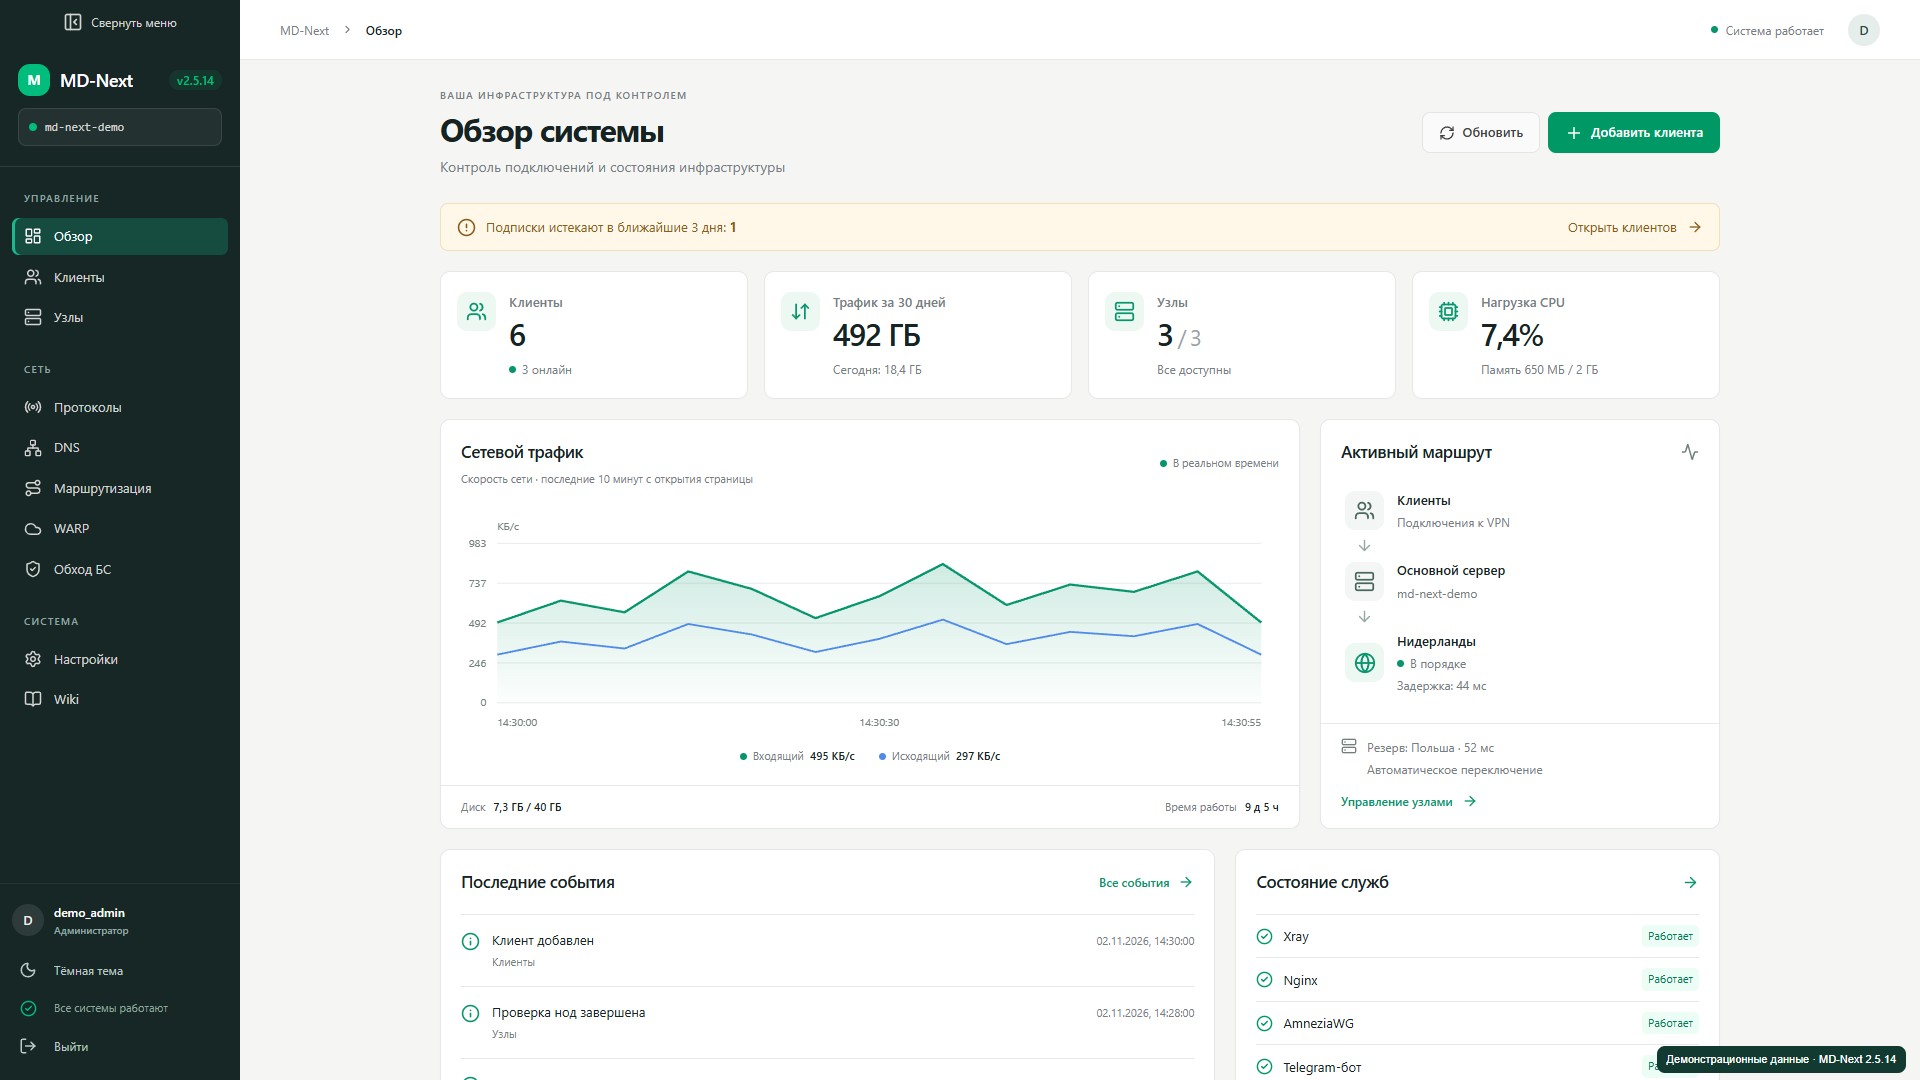 Свернуть меню
M MD-Next v2.5.14
md-next-demo
УПРАВЛЕНИЕ
Обзор
Клиенты
Узлы
СЕТЬ
Протоколы
DNS
Маршрутизация
WARP
Обход БС
СИСТЕМА
Настройки
Wiki
D demo_admin
Администратор
Тёмная тема
Все системы работают
Выйти
MD-Next Обзор
Система работает D
ВАША ИНФРАСТРУКТУРА ПОД КОНТРОЛЕМ
Обзор системы
Контроль подключений и состояния инфраструктуры
Обновить
Добавить клиента
Подписки истекают в ближайшие 3 дня: 1
Открыть клиентов
Клиенты
6
3 онлайн
Трафик за 30 дней
492 ГБ
Сегодня: 18,4 ГБ
Узлы
3 / 3
Все доступны
Нагрузка CPU
7,4%
Память 650 МБ / 2 ГБ
Сетевой трафик
Скорость сети · последние 10 минут с открытия страницы
В реальном времени
КБ/с
983
737
492
246
0
14:30:00 14:30:30 14:30:55
Входящий 495 КБ/с Исходящий 297 КБ/с
Диск 7,3 ГБ / 40 ГБ
Время работы 9 д 5 ч
Активный маршрут
Клиенты
Подключения к VPN
Основной сервер
md-next-demo
Нидерланды
В порядке
Задержка: 44 мс
Резерв: Польша · 52 мс
Автоматическое переключение
Управление узлами
Последние события
Все события
Клиент добавлен 02.11.2026, 14:30:00
Клиенты
Проверка нод завершена 02.11.2026, 14:28:00
Узлы
Состояние служб
Xray Работает
Nginx Работает
AmneziaWG Работает
Telegram-бот
Демонстрационные данные · MD-Next 2.5.14